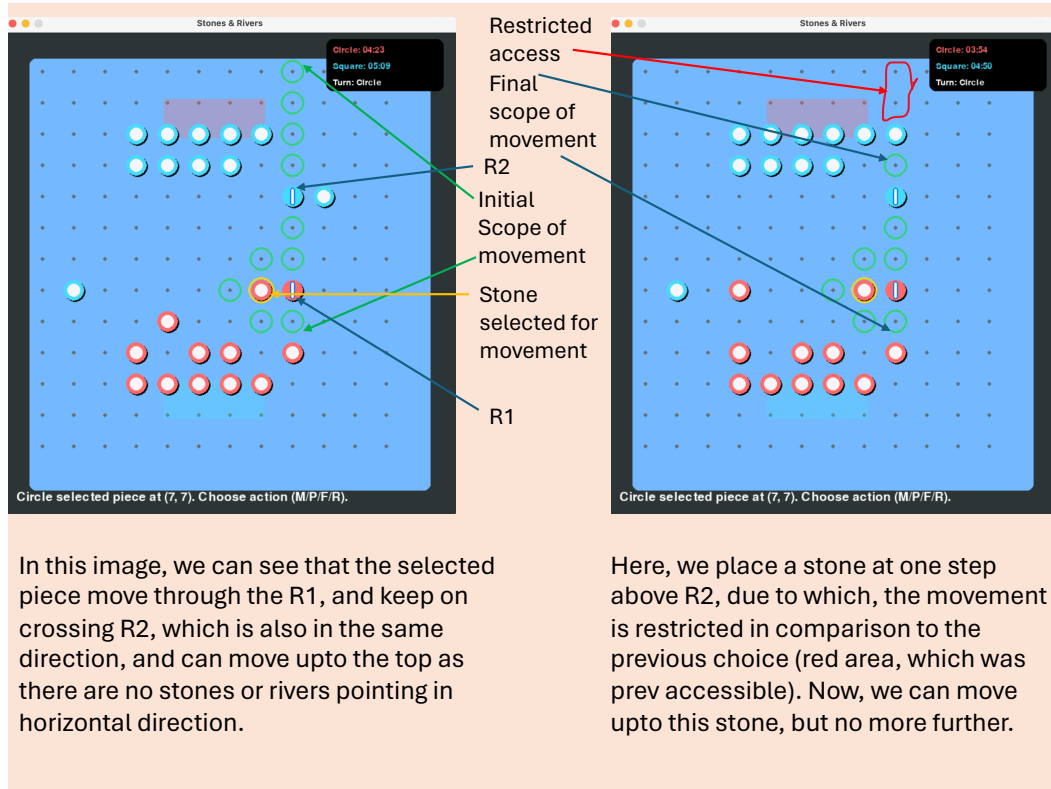 Stones & Rivers
Circle: 04:23
Square: 05:09
Turn: Circle
Circle selected piece at (7, 7). Choose action (M/P/F/R).
Restricted
access
Final
scope of
movement
R2
Initial
Scope of
movement
Stone
selected for
movement
R1
Stones & Rivers
Circle: 03:54
Square: 04:50
Turn: Circle
Circle selected piece at (7, 7). Choose action (M/P/F/R).
In this image, we can see that the selected
piece move through the R1, and keep on
crossing R2, which is also in the same
direction, and can move upto the top as
there are no stones or rivers pointing in
horizontal direction.
Here, we place a stone at one step
above R2, due to which, the movement
is restricted in comparison to the
previous choice (red area, which was
prev accessible). Now, we can move
upto this stone, but no more further.